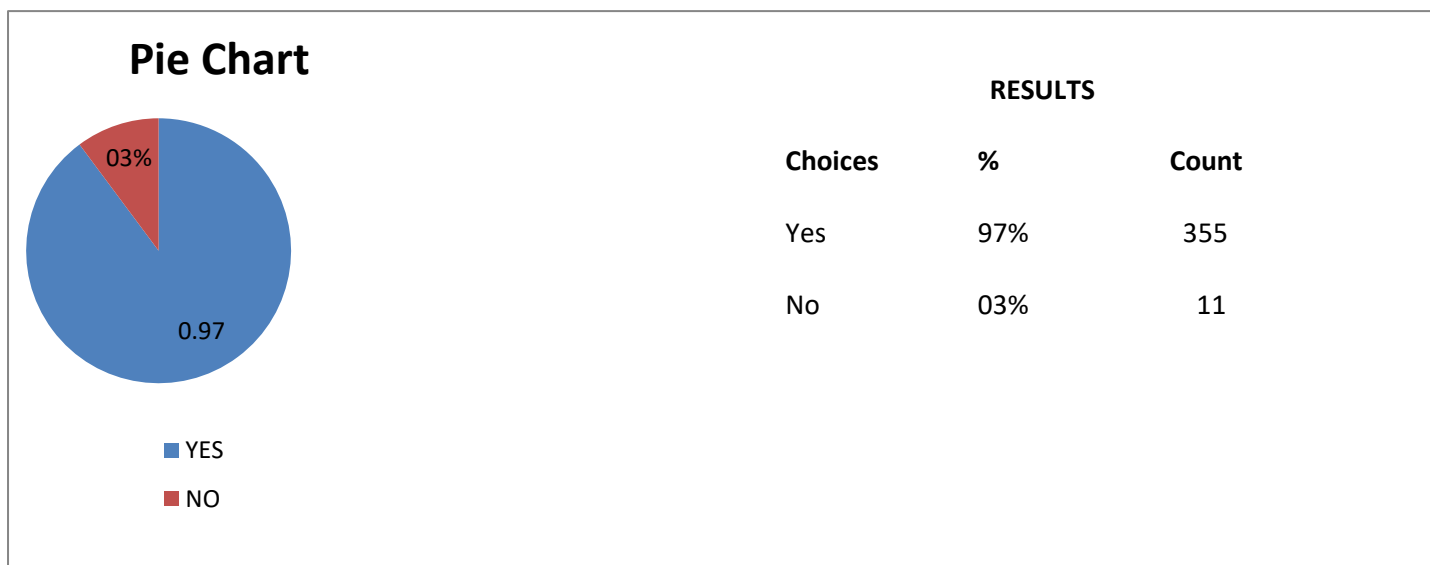 Pie Chart
03%
0.97
YES
NO
RESULTS
Choices % Count
Yes 97% 355
No 03% 11